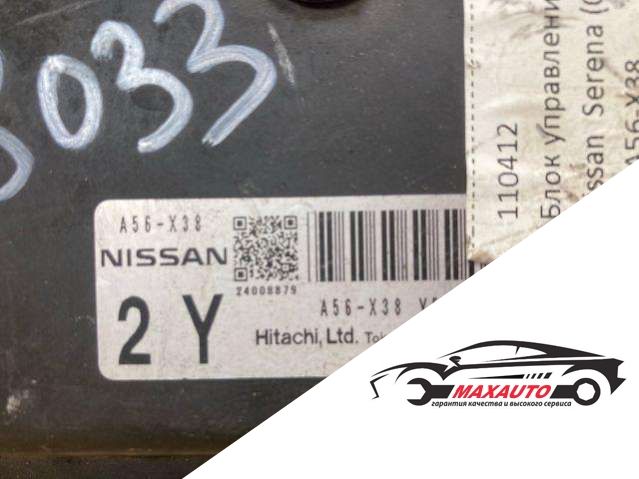 3033
110412
Блок управлени
Nissan Serena (
A56-X38
A56-X38
NISSAN
24008879
2 Y
A56-X38
Hitachi, Ltd.
MAXAUTO
гарантия качества и высокого сервиса